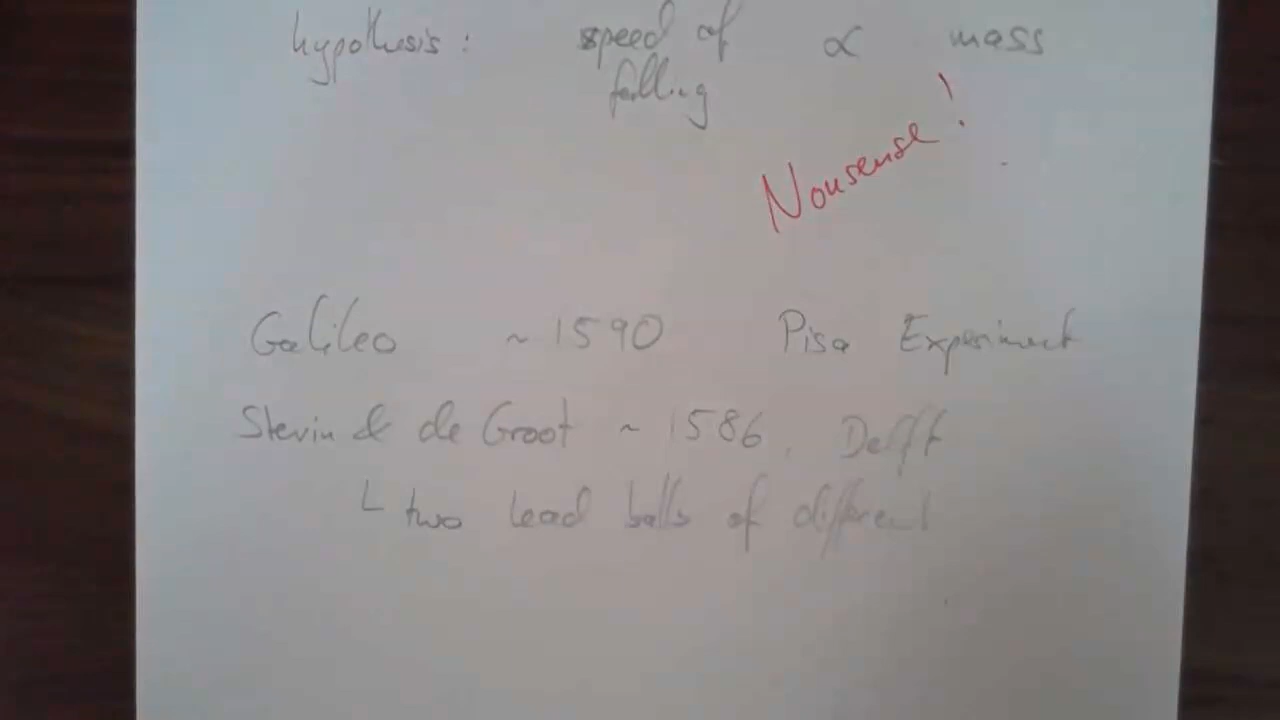 hypothesis: speed of falling ∝ mass
Nonsense!
Galileo ~ 1590 Pisa Experiment
Stevin & de Groot ~ 1586, Delft
└ two lead balls of different